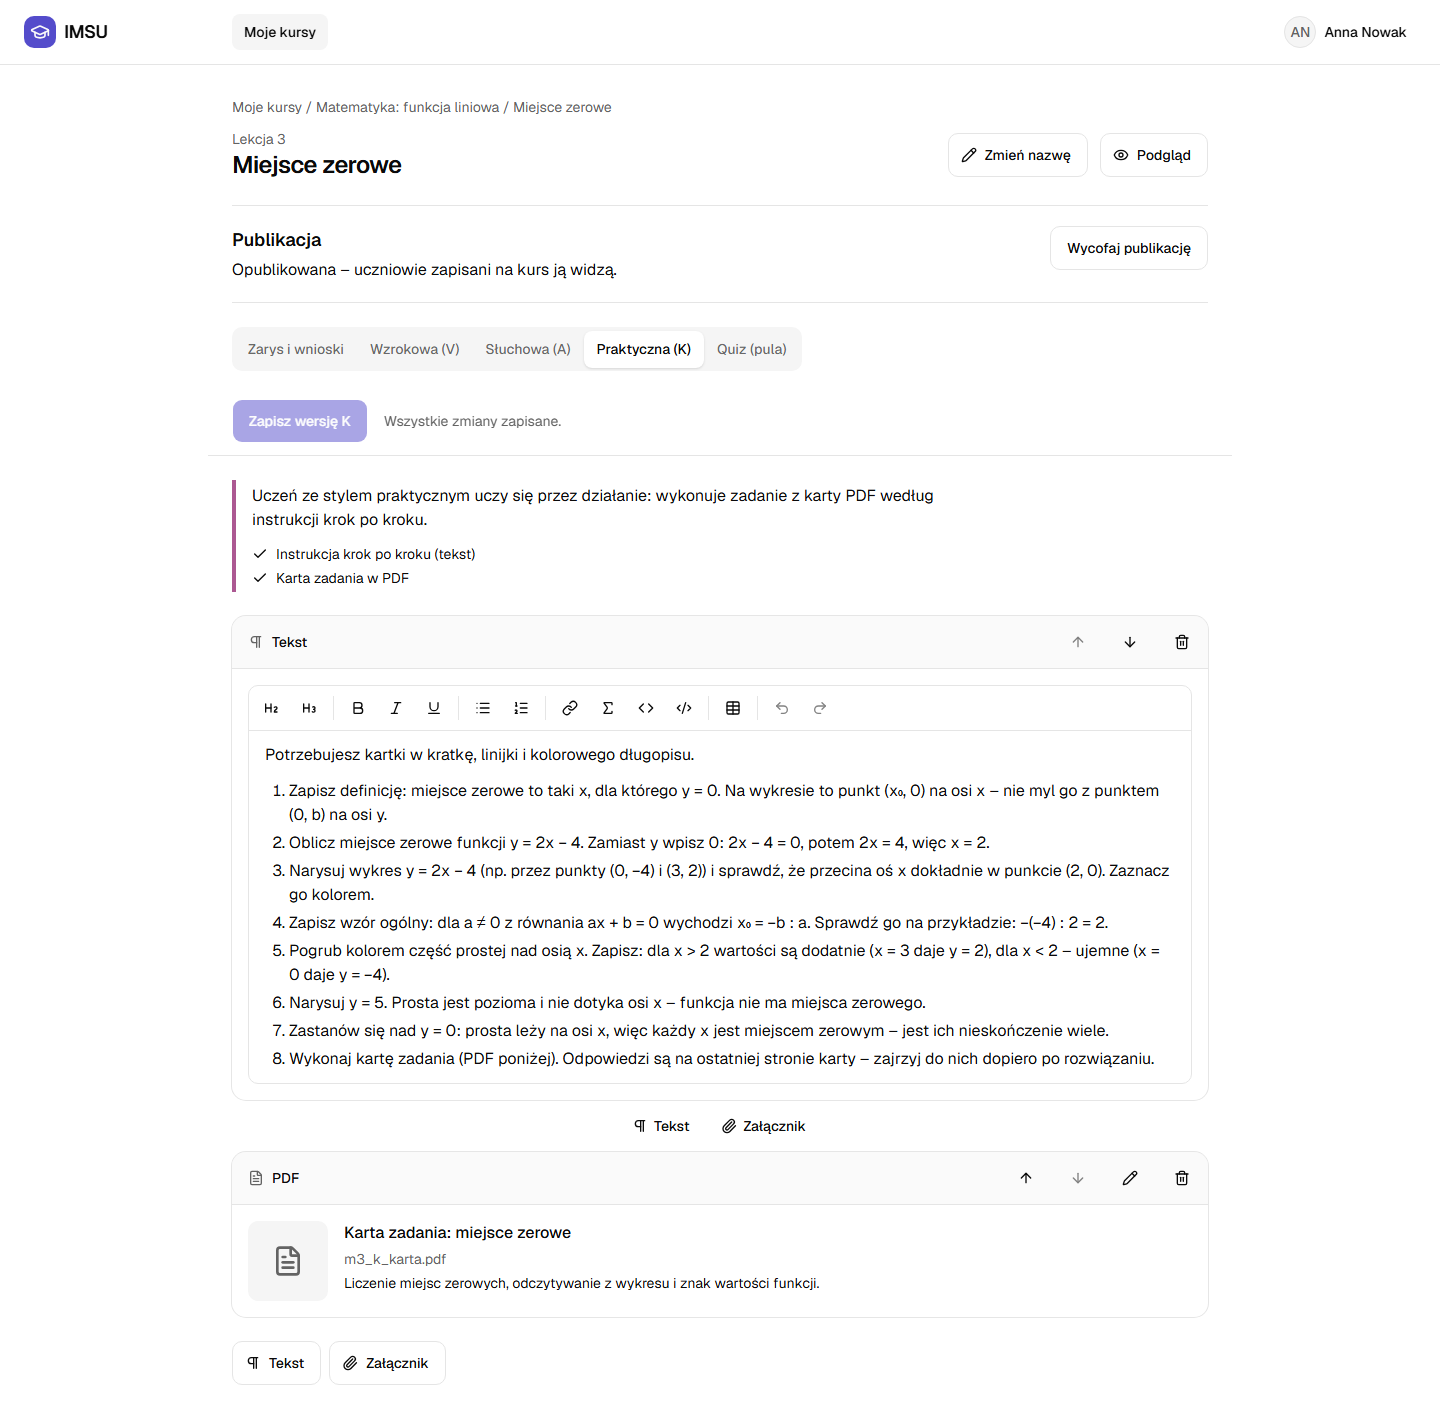 IMSU
Moje kursy
AN
Anna Nowak
Moje kursy / Matematyka: funkcja liniowa / Miejsce zerowe
Lekcja 3
Miejsce zerowe
Zmień nazwę
Podgląd
Publikacja
Opublikowana – uczniowie zapisani na kurs ją widzą.
Wycofaj publikację
Zarys i wnioski
Wzrokowa (V)
Słuchowa (A)
Praktyczna (K)
Quiz (pula)
Zapisz wersję K
Wszystkie zmiany zapisane.
Uczeń ze stylem praktycznym uczy się przez działanie: wykonuje zadanie z karty PDF według
instrukcji krok po kroku.
Instrukcja krok po kroku (tekst)
Karta zadania w PDF
Tekst
H2 H3 B I U
Potrzebujesz kartki w kratkę, linijki i kolorowego długopisu.
1. Zapisz definicję: miejsce zerowe to taki x, dla którego y = 0. Na wykresie to punkt (x₀, 0) na osi x – nie myl go z punktem
(0, b) na osi y.
2. Oblicz miejsce zerowe funkcji y = 2x − 4. Zamiast y wpisz 0: 2x − 4 = 0, potem 2x = 4, więc x = 2.
3. Narysuj wykres y = 2x − 4 (np. przez punkty (0, −4) i (3, 2)) i sprawdź, że przecina oś x dokładnie w punkcie (2, 0). Zaznacz
go kolorem.
4. Zapisz wzór ogólny: dla a ≠ 0 z równania ax + b = 0 wychodzi x₀ = −b : a. Sprawdź go na przykładzie: −(−4) : 2 = 2.
5. Pogrub kolorem część prostej nad osią x. Zapisz: dla x > 2 wartości są dodatnie (x = 3 daje y = 2), dla x < 2 – ujemne (x =
0 daje y = −4).
6. Narysuj y = 5. Prosta jest pozioma i nie dotyka osi x – funkcja nie ma miejsca zerowego.
7. Zastanów się nad y = 0: prosta leży na osi x, więc każdy x jest miejscem zerowym – jest ich nieskończenie wiele.
8. Wykonaj kartę zadania (PDF poniżej). Odpowiedzi są na ostatniej stronie karty – zajrzyj do nich dopiero po rozwiązaniu.
Tekst
Załącznik
PDF
Karta zadania: miejsce zerowe
m3_k_karta.pdf
Liczenie miejsc zerowych, odczytywanie z wykresu i znak wartości funkcji.
Tekst
Załącznik